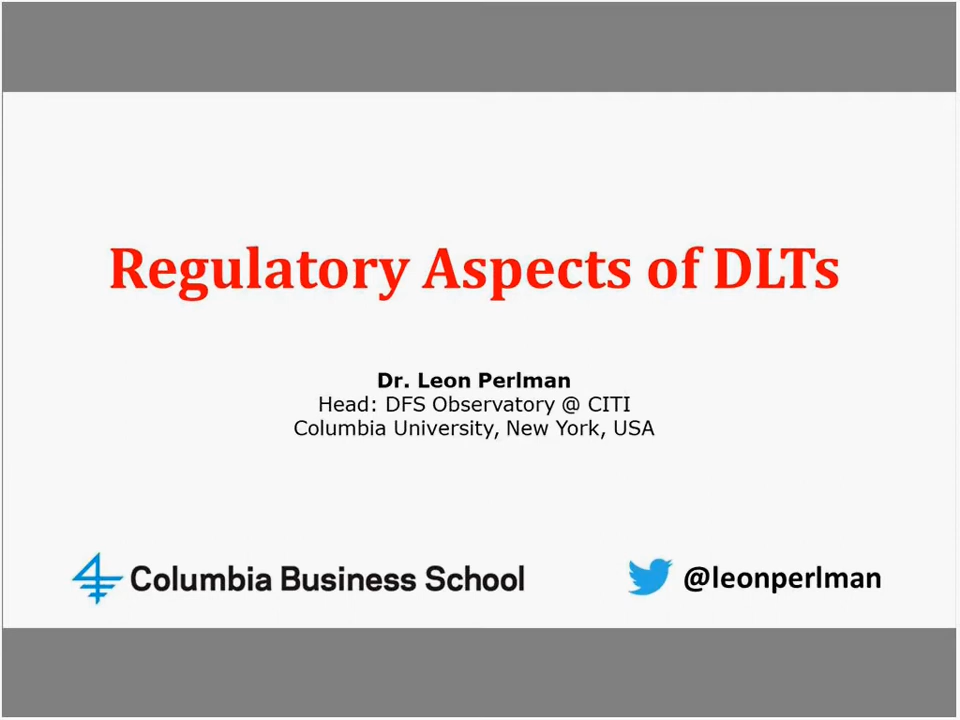 Regulatory Aspects of DLTs
Dr. Leon Perlman
Head: DFS Observatory @ CITI
Columbia University, New York, USA
Columbia Business School
@leonperlman